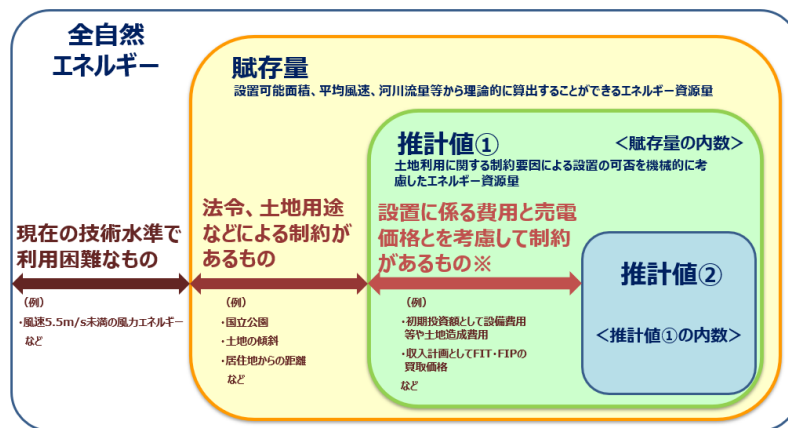 全自然
エネルギー
賦存量
設置可能面積、平均風速、河川流量等から理論的に算出することができるエネルギー資源量
推計値①
＜賦存量の内数＞
土地利用に関する制約要因による設置の可否を機械的に考
慮したエネルギー資源量
現在の技術水準で
利用困難なもの
（例）
・風速5.5m/s未満の風力エネルギー
など
法令、土地用途
などによる制約が
あるもの
（例）
・国立公園
・土地の傾斜
・居住地からの距離
など
設置に係る費用と売電
価格とを考慮して制約
があるもの※
（例）
・初期投資額として設備費用
等や土地造成費用
・収入計画としてFIT・FIPの
買取価格
など
推計値②
＜推計値①の内数＞